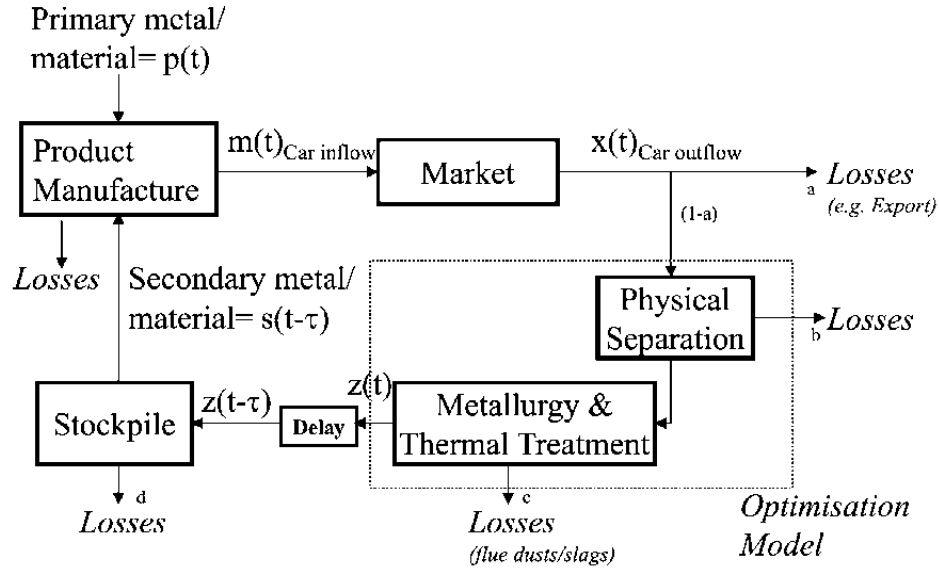 Primary metal/
material= p(t)
Product
Manufacture
m(t)Car inflow
Market
x(t)Car outflow
a
Losses
(e.g. Export)
(1-a)
Losses
Secondary metal/
material= s(t-τ)
Physical
Separation
b
Losses
Stockpile
z(t-τ)
Delay
z(t)
Metallurgy &
Thermal Treatment
d
Losses
c
Losses
(flue dusts/slags)
Optimisation
Model